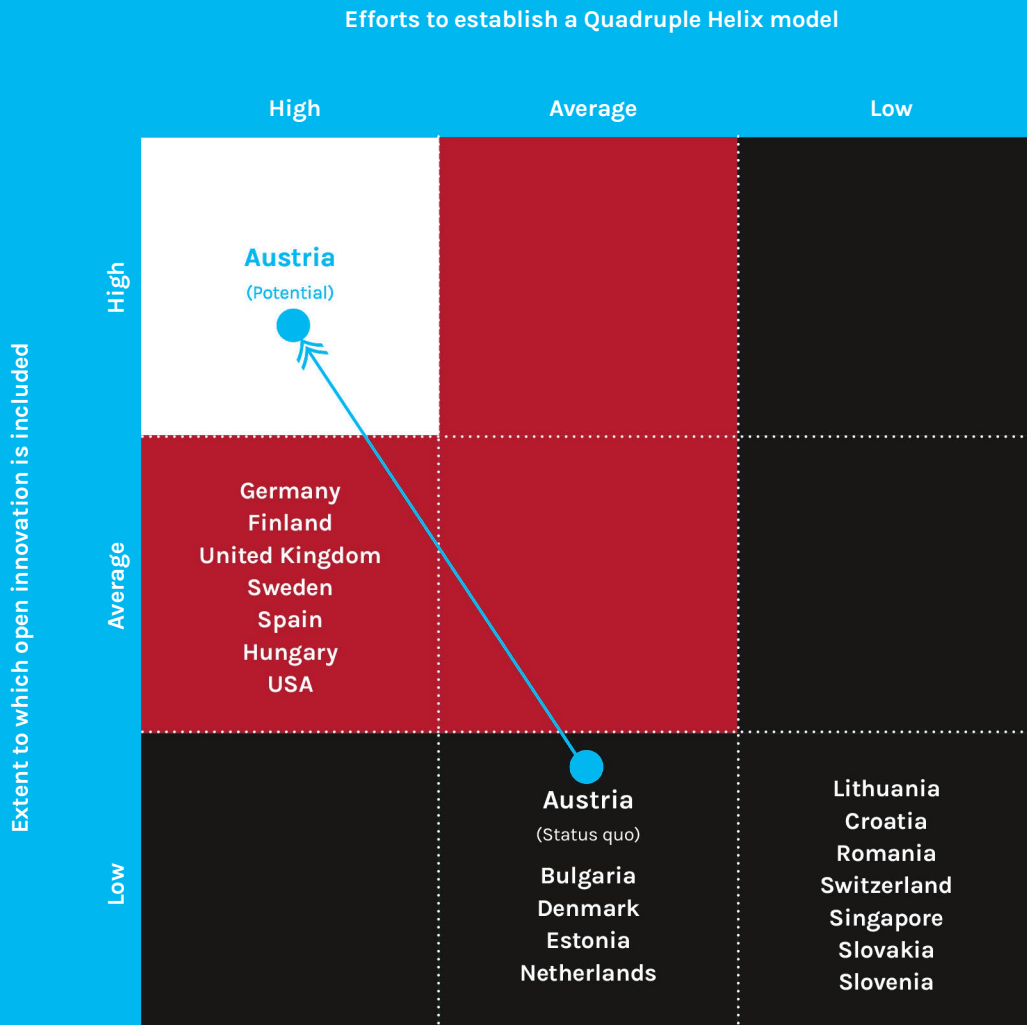 Efforts to establish a Quadruple Helix model
High
Average
Low
Extent to which open innovation is included
High
Austria
(Potential)
Average
Germany
Finland
United Kingdom
Sweden
Spain
Hungary
USA
Low
Austria
(Status quo)
Bulgaria
Denmark
Estonia
Netherlands
Lithuania
Croatia
Romania
Switzerland
Singapore
Slovakia
Slovenia